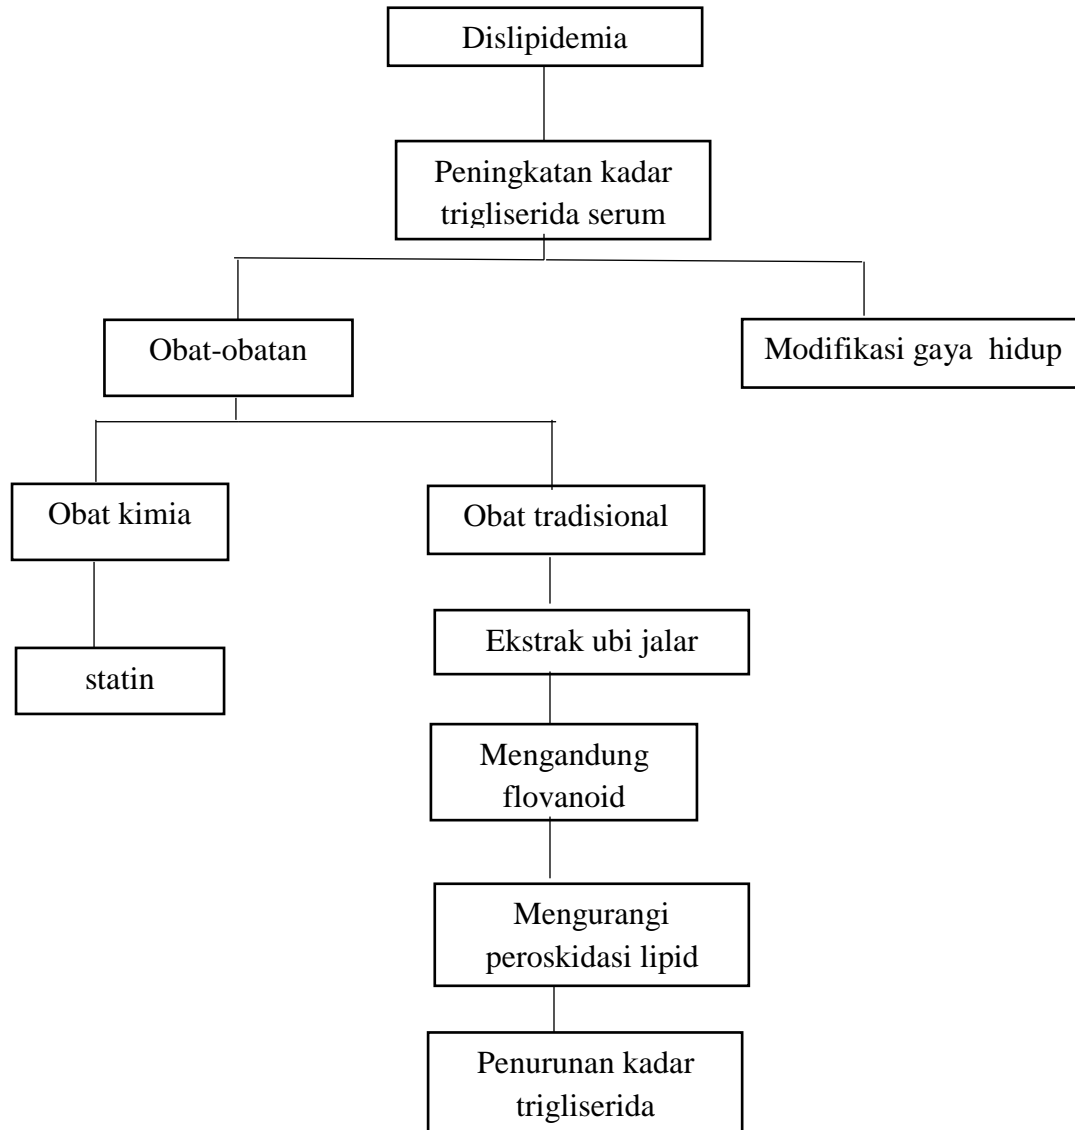 Dislipidemia
Peningkatan kadar
trigliserida serum
Obat-obatan
Modifikasi gaya hidup
Obat kimia
Obat tradisional
Ekstrak ubi jalar
statin
Mengandung
flovanoid
Mengurangi
peroskidasi lipid
Penurunan kadar
trigliserida